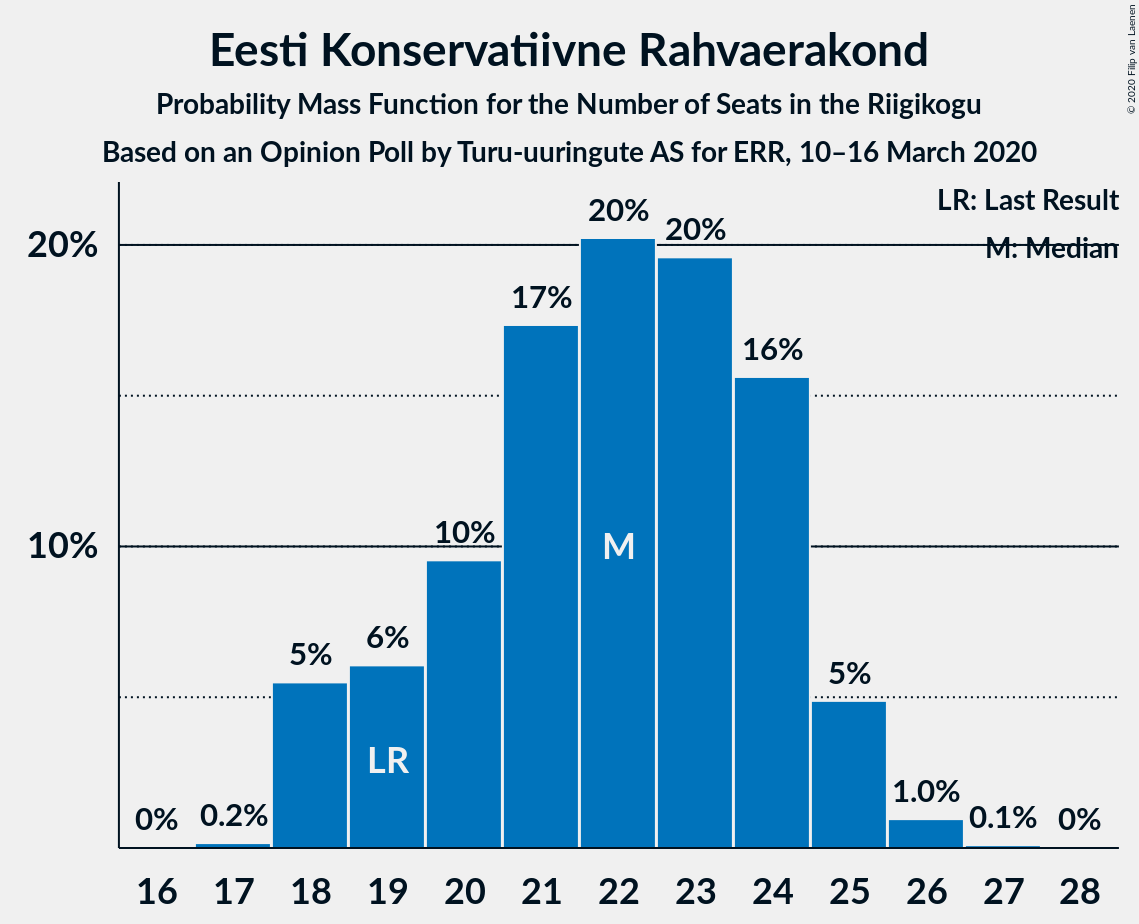 Eesti Konservatiivne Rahvaerakond
Probability Mass Function for the Number of Seats in the Riigikogu
Based on an Opinion Poll by Turu-uuringute AS for ERR, 10–16 March 2020
© 2020 Filip van Laenen
LR: Last Result
M: Median
20%
10%
0%
0.2%
5%
6%
10%
17%
20%
20%
16%
5%
1.0%
0.1%
0%
LR
M
16 17 18 19 20 21 22 23 24 25 26 27 28